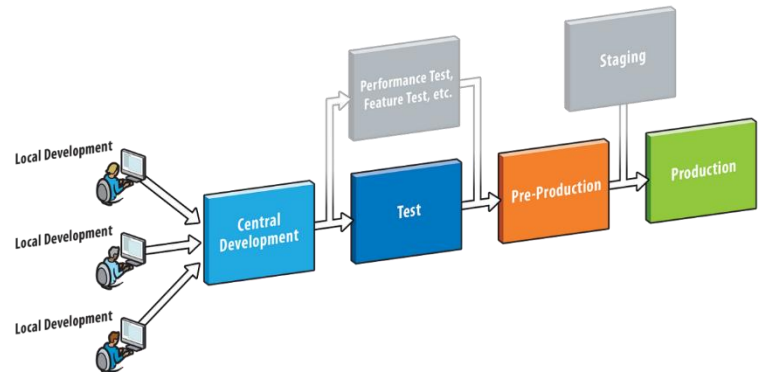 Local Development
Local Development
Local Development
Central
Development
Performance Test,
Feature Test, etc.
Test
Pre-Production
Staging
Production